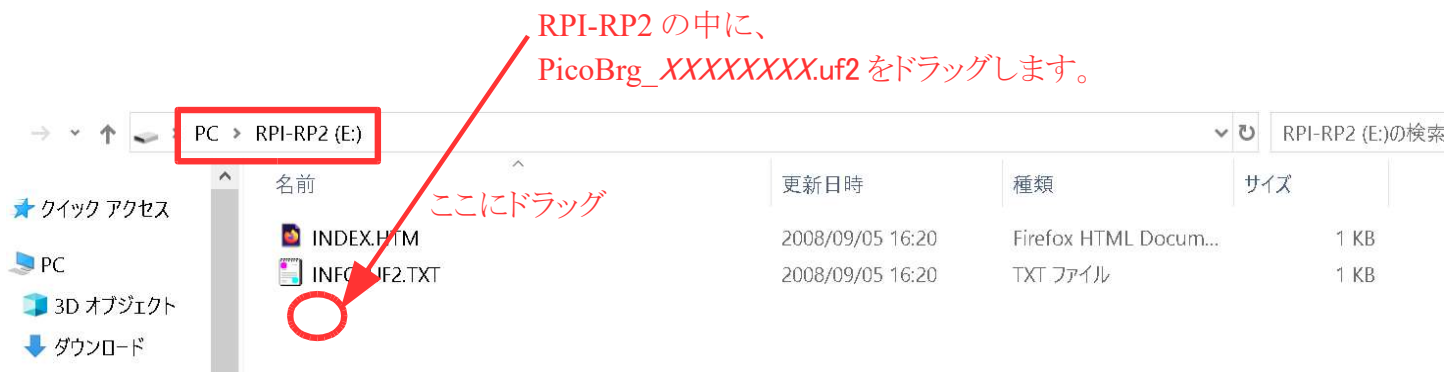 RPI-RP2 の中に、
PicoBrg_XXXXXXXX.uf2 をドラッグします。
PC > RPI-RP2 (E:)
RPI-RP2 (E:)の検索
名前 更新日時 種類 サイズ
ここにドラッグ
クイック アクセス
INDEX.HTM 2008/09/05 16:20 Firefox HTML Docum... 1 KB
PC
INFO_UF2.TXT 2008/09/05 16:20 TXT ファイル 1 KB
3D オブジェクト
ダウンロード